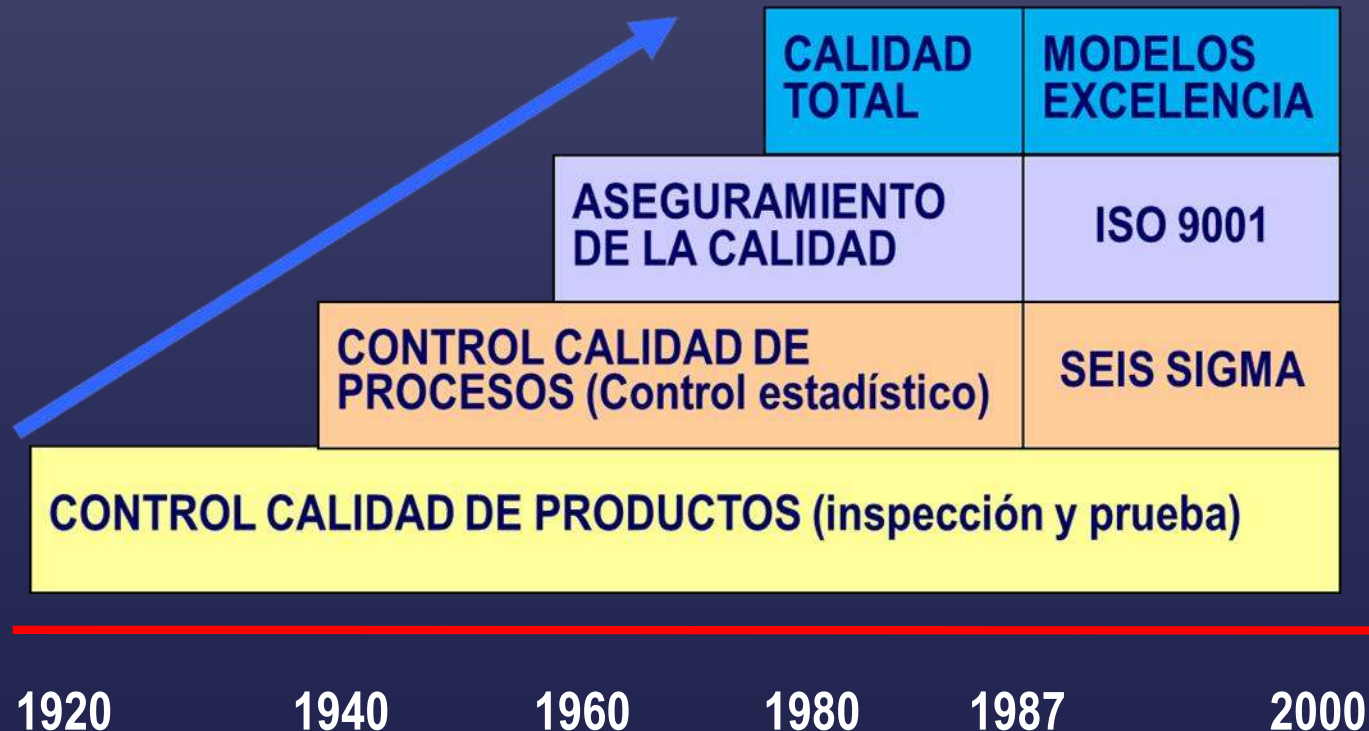 CALIDAD
TOTAL
MODELOS
EXCELENCIA
ASEGURAMIENTO
DE LA CALIDAD
ISO 9001
CONTROL CALIDAD DE
PROCESOS (Control estadístico)
SEIS SIGMA
CONTROL CALIDAD DE PRODUCTOS (inspección y prueba)
1920 1940 1960 1980 1987 2000